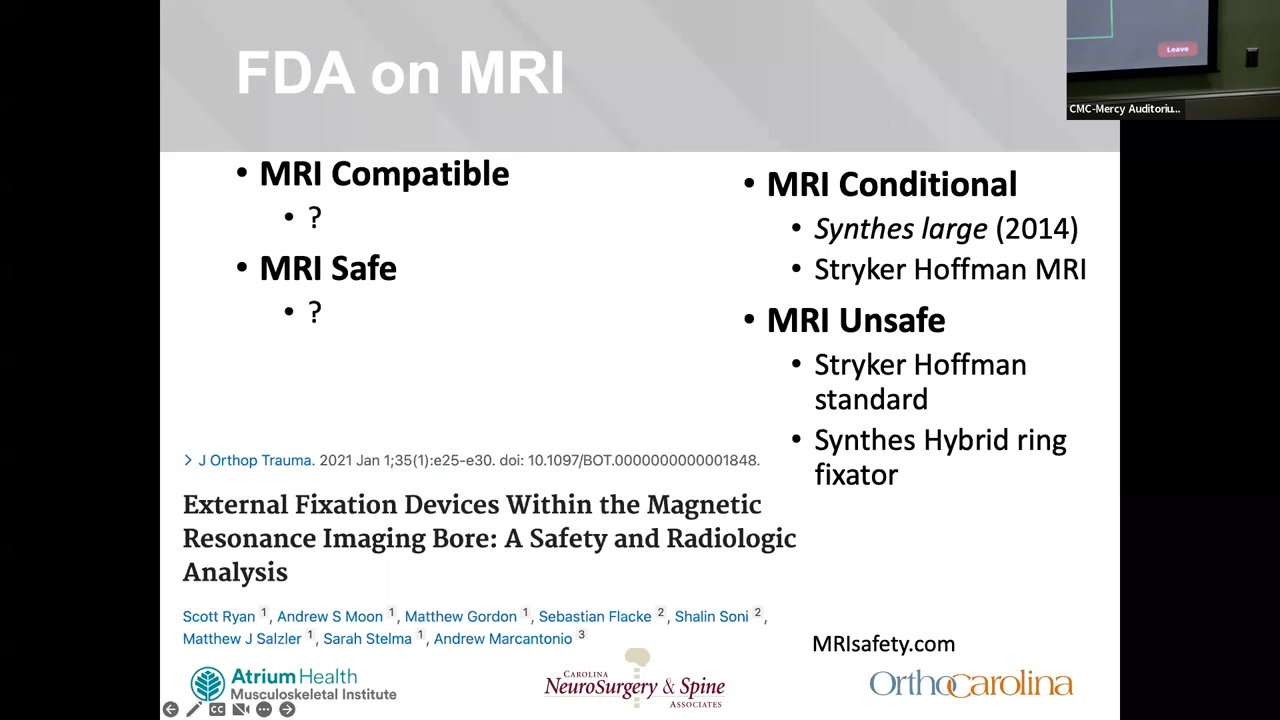 FDA on MRI
Leave
CMC-Mercy Auditoriu...
• MRI Compatible
• ?
• MRI Safe
• ?
• MRI Conditional
• Synthes large (2014)
• Stryker Hoffman MRI
• MRI Unsafe
• Stryker Hoffman
standard
• Synthes Hybrid ring
fixator
> J Orthop Trauma. 2021 Jan 1;35(1):e25-e30. doi: 10.1097/BOT.0000000000001848.
External Fixation Devices Within the Magnetic
Resonance Imaging Bore: A Safety and Radiologic
Analysis
Scott Ryan 1, Andrew S Moon 1, Matthew Gordon 1, Sebastian Flacke 2, Shalin Soni 2,
Matthew J Salzler 1, Sarah Stelma 1, Andrew Marcantonio 3
MRIsafety.com
Atrium Health
Musculoskeletal Institute
CAROLINA
NEUROSURGERY & SPINE
ASSOCIATES
OrthoCarolina
CC